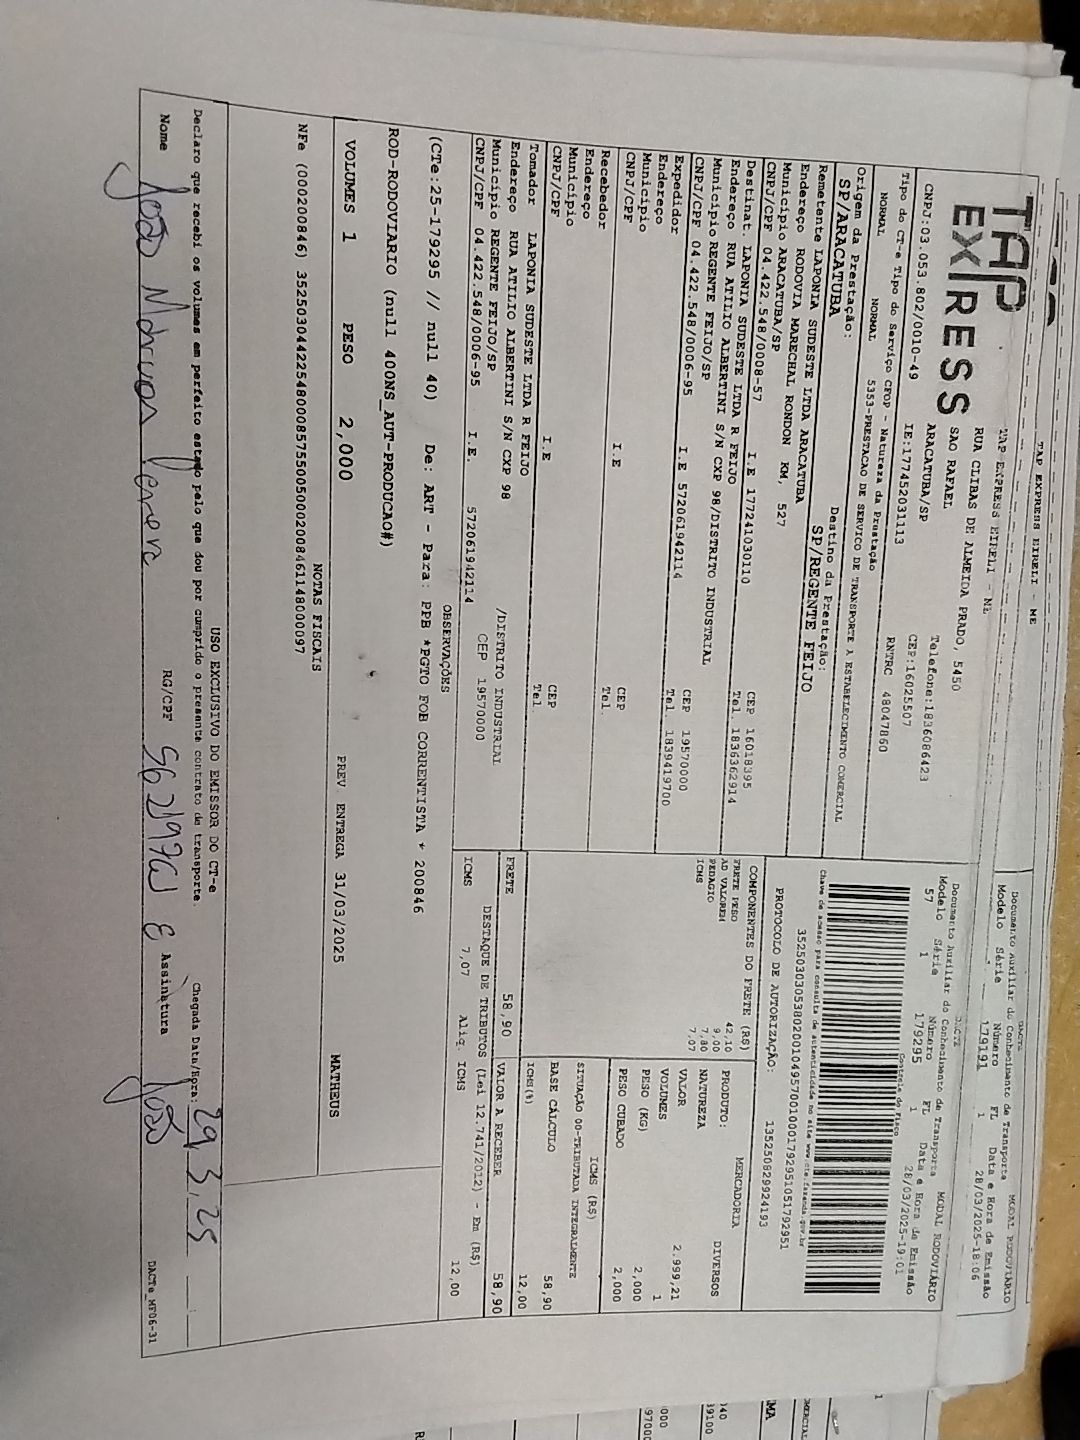 TAP EXPRESS EIRELI - ME
Documento Auxiliar do Conhecimento de Transporte
MODAL RODOVIÁRIO
Modelo Série Número FL Data e Hora de Emissão
1 179191 1 28/03/2025-18:06
TAP EXPRESS
TAP EXPRESS EIRELI - ME
RUA CLIBAS DE ALMEIDA PRADO, 5450
SAO RAFAEL
ARACATUBA/SP
Telefone:1836086423
CNPJ:03.053.802/0010-49 IE:177452031113 CEP:16025507
RNTRC 48047860
DACTE
Documento Auxiliar do Conhecimento de Transporte MODAL RODOVIÁRIO
Modelo Série Número FL Data e Hora de Emissão
57 1 179295 1 28/03/2025-19:01
Controle do Fisco
Tipo do CT-e Tipo do Serviço CFOP - Natureza da Prestação
NORMAL NORMAL 5353-PRESTACAO DE SERVICO DE TRANSPORTE A ESTABELECIMENTO COMERCIAL
Origem da Prestação: Destino da Prestação:
SP/ARACATUBA SP/REGENTE FEIJO
Chave de acesso para consulta de autenticidade no site www.cte.fazenda.gov.br
35250303053802001049570010001792951051792951
PROTOCOLO DE AUTORIZAÇÃO: 135250829924193
Remetente LAPONIA SUDESTE LTDA ARACATUBA
Endereço RODOVIA MARECHAL RONDON KM, 527
Município ARACATUBA/SP CEP 16018395
CNPJ/CPF 04.422.548/0008-57 I.E 177241030110 Tel. 1836362914
Destinat. LAPONIA SUDESTE LTDA R FEIJO
Endereço RUA ATILIO ALBERTINI S/N CXP 98/DISTRITO INDUSTRIAL
Município REGENTE FEIJO/SP CEP 19570000
CNPJ/CPF 04.422.548/0006-95 I.E 572061942114 Tel. 1839419700
Expedidor
Endereço
Município CEP
CNPJ/CPF I.E Tel.
Recebedor
Endereço
Município CEP
CNPJ/CPF I.E Tel.
Tomador LAPONIA SUDESTE LTDA R FEIJO
Endereço RUA ATILIO ALBERTINI S/N CXP 98 /DISTRITO INDUSTRIAL
Município REGENTE FEIJO/SP CEP 19570000
CNPJ/CPF 04.422.548/0006-95 I.E. 572061942114
COMPONENTES DO FRETE (R$)
FRETE PESO 42,10
AD VALOREM 9,00
PEDAGIO 7,80
ICMS 7,07
PRODUTO: MERCADORIA
NATUREZA DIVERSOS
VALOR 2.999,21
VOLUMES 1
PESO (KG) 2,000
PESO CUBADO 2,000
ICMS (R$)
SITUAÇÃO 00-TRIBUTADA INTEGRALMENTE
BASE CÁLCULO 58,90
ICMS(%) 12,00
FRETE 58,90 VALOR A RECEBER 58,90
DESTAQUE DE TRIBUTOS (Lei 12.741/2012) - Em (R$)
ICMS 7,07 Aliq. ICMS 12,00
OBSERVAÇÕES
(CTe:25-179295 // null 40) De: ART - Para: PPB *PGTO FOB CORRENTISTA * 200846
ROD-RODOVIARIO (null 400NS_AUT-PRODUCAO#)
VOLUMES 1 PESO 2,000 PREV ENTREGA 31/03/2025 MATHEUS
NOTAS FISCAIS
NFe (000200846) 35250304422548000857550050002008461148000097
USO EXCLUSIVO DO EMISSOR DO CT-e
Declaro que recebi os volumes em perfeito estado pelo que dou por cumprido o presente contrato de transporte. Chegada Data/Hora: 29 3 25
Nome João Marcos RG/CPF Assinatura João
DACTe_MF06-31